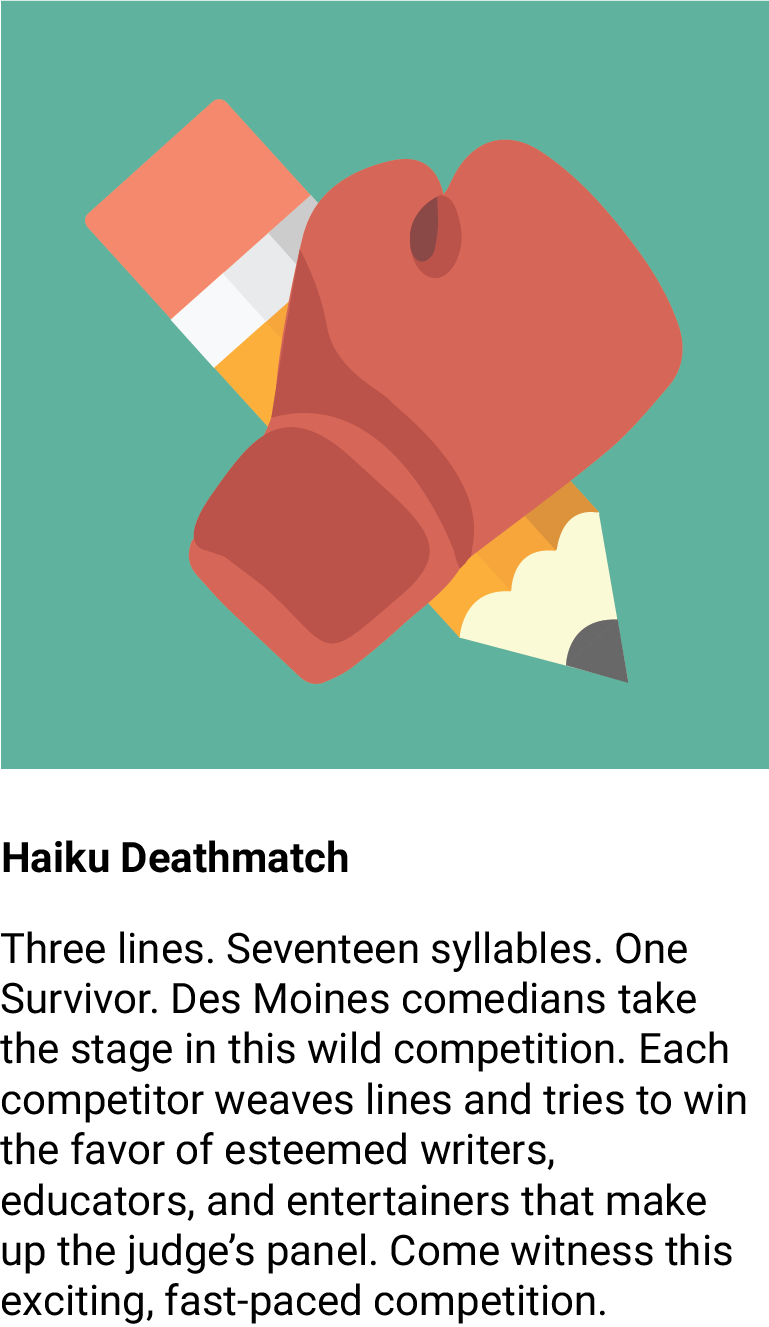 Haiku Deathmatch
Three lines. Seventeen syllables. One
Survivor. Des Moines comedians take
the stage in this wild competition. Each
competitor weaves lines and tries to win
the favor of esteemed writers,
educators, and entertainers that make
up the judge’s panel. Come witness this
exciting, fast-paced competition.